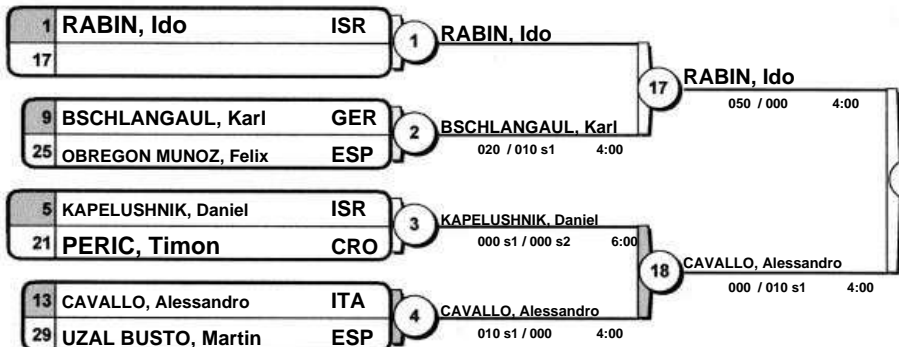 1 RABIN, Ido ISR
17
1
RABIN, Ido
9 BSCHLANGAUL, Karl GER
25 OBREGON MUNOZ, Felix ESP
2
BSCHLANGAUL, Karl
020 / 010 s1 4:00
17
RABIN, Ido
050 / 000 4:00
5 KAPELUSHNIK, Daniel ISR
21 PERIC, Timon CRO
3
KAPELUSHNIK, Daniel
000 s1 / 000 s2 6:00
13 CAVALLO, Alessandro ITA
29 UZAL BUSTO, Martin ESP
4
CAVALLO, Alessandro
010 s1 / 000 4:00
18
CAVALLO, Alessandro
000 / 010 s1 4:00